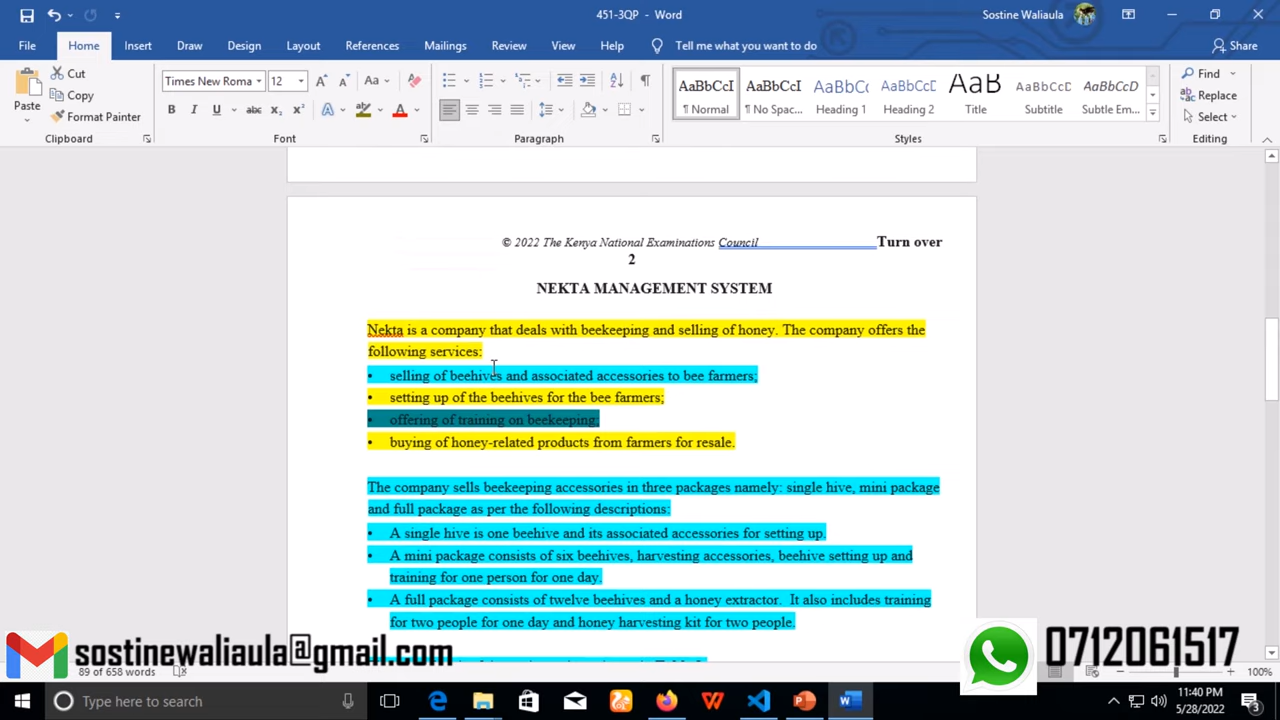 451-3QP - Word
Sostine Waliaula
File Home Insert Draw Design Layout References Mailings Review View Help Tell me what you want to do Share
Paste
Cut
Copy
Format Painter
Clipboard
Times New Roma 12
Font
Paragraph
AaBbCcI AaBbCcI AaBbCc AaBbCcD AaB AaBbCcD AaBbCcD
¶ Normal ¶ No Spac... Heading 1 Heading 2 Title Subtitle Subtle Em...
Styles
Find
Replace
Select
Editing
© 2022 The Kenya National Examinations Council Turn over
2
NEKTA MANAGEMENT SYSTEM
Nekta is a company that deals with beekeeping and selling of honey. The company offers the
following services:
• selling of beehives and associated accessories to bee farmers;
• setting up of the beehives for the bee farmers;
• offering of training on beekeeping;
• buying of honey-related products from farmers for resale.
The company sells beekeeping accessories in three packages namely: single hive, mini package
and full package as per the following descriptions:
• A single hive is one beehive and its associated accessories for setting up.
• A mini package consists of six beehives, harvesting accessories, beehive setting up and
training for one person for one day.
• A full package consists of twelve beehives and a honey extractor. It also includes training
for two people for one day and honey harvesting kit for two people.
sostinewaliaula@gmail.com
0712061517
89 of 658 words
100%
Type here to search
11:40 PM
5/28/2022
3